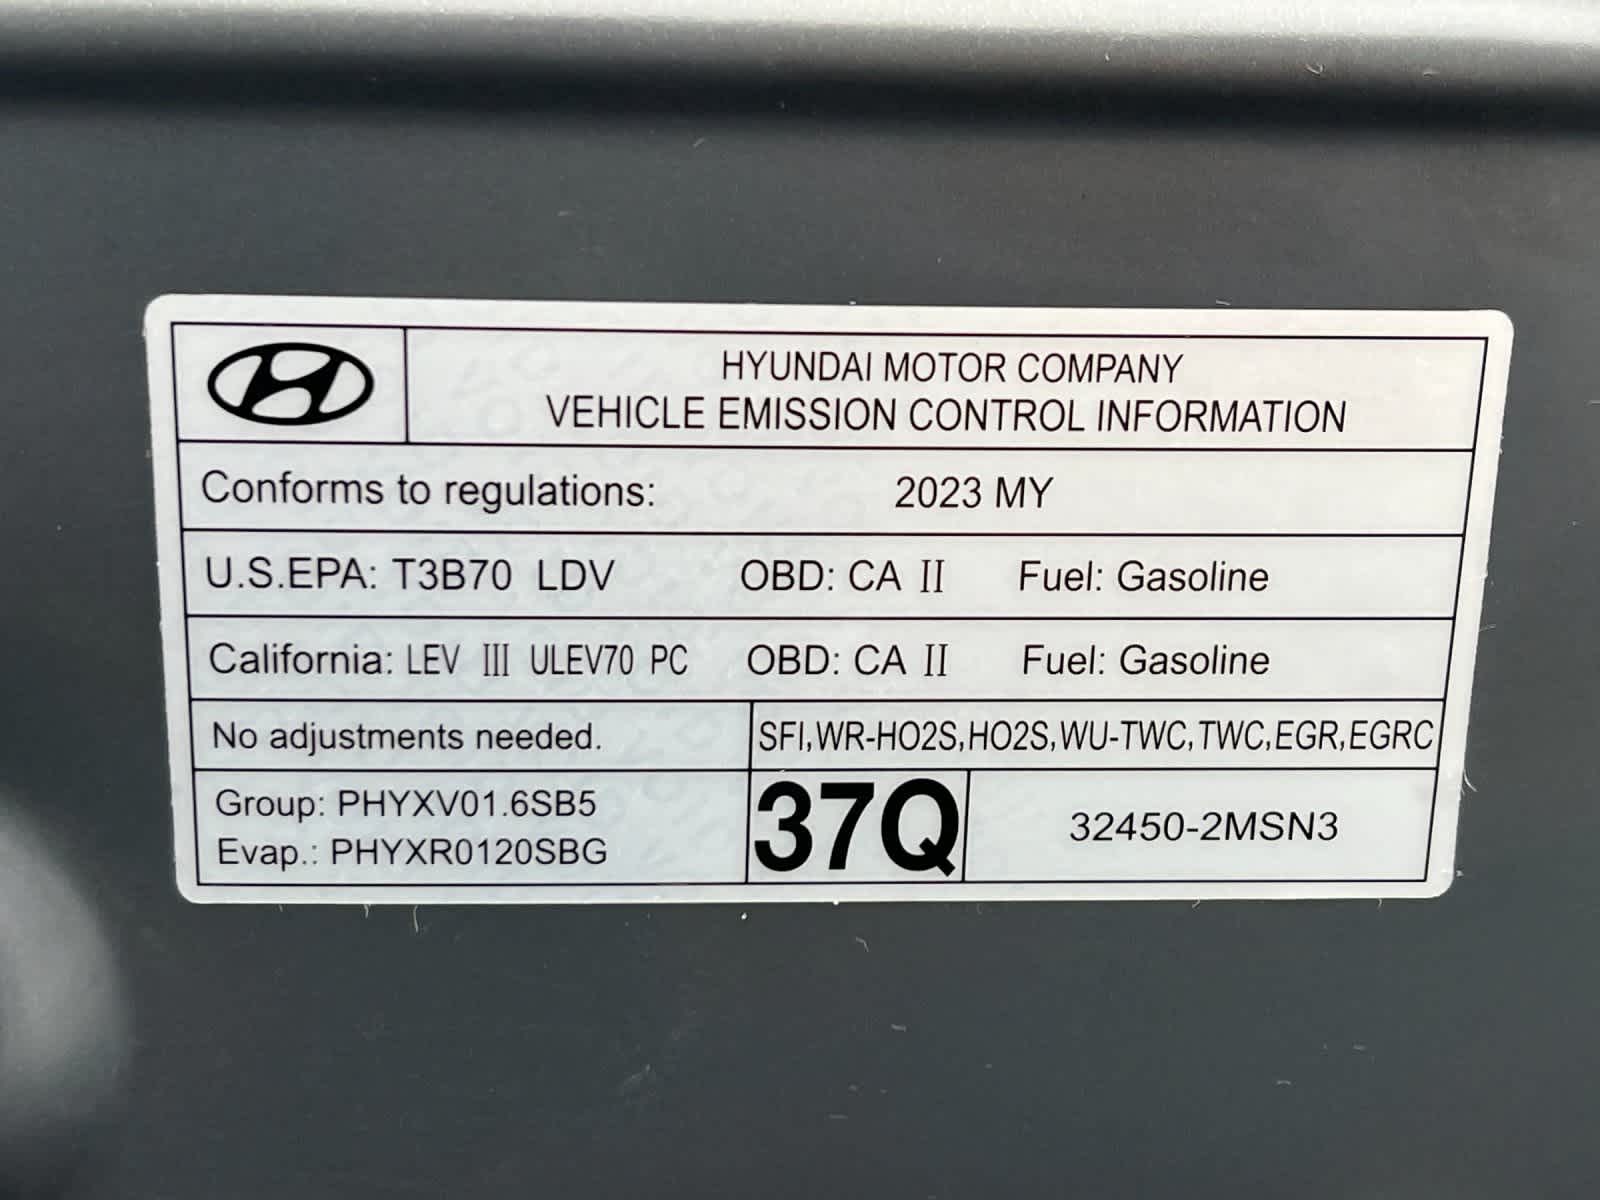 HYUNDAI MOTOR COMPANY
VEHICLE EMISSION CONTROL INFORMATION
Conforms to regulations: 2023 MY
U.S.EPA: T3B70 LDV OBD: CA II Fuel: Gasoline
California: LEV III ULEV70 PC OBD: CA II Fuel: Gasoline
No adjustments needed. SFI,WR-HO2S,HO2S,WU-TWC,TWC,EGR,EGRC
Group: PHYXV01.6SB5
Evap.: PHYXR0120SBG
37Q
32450-2MSN3